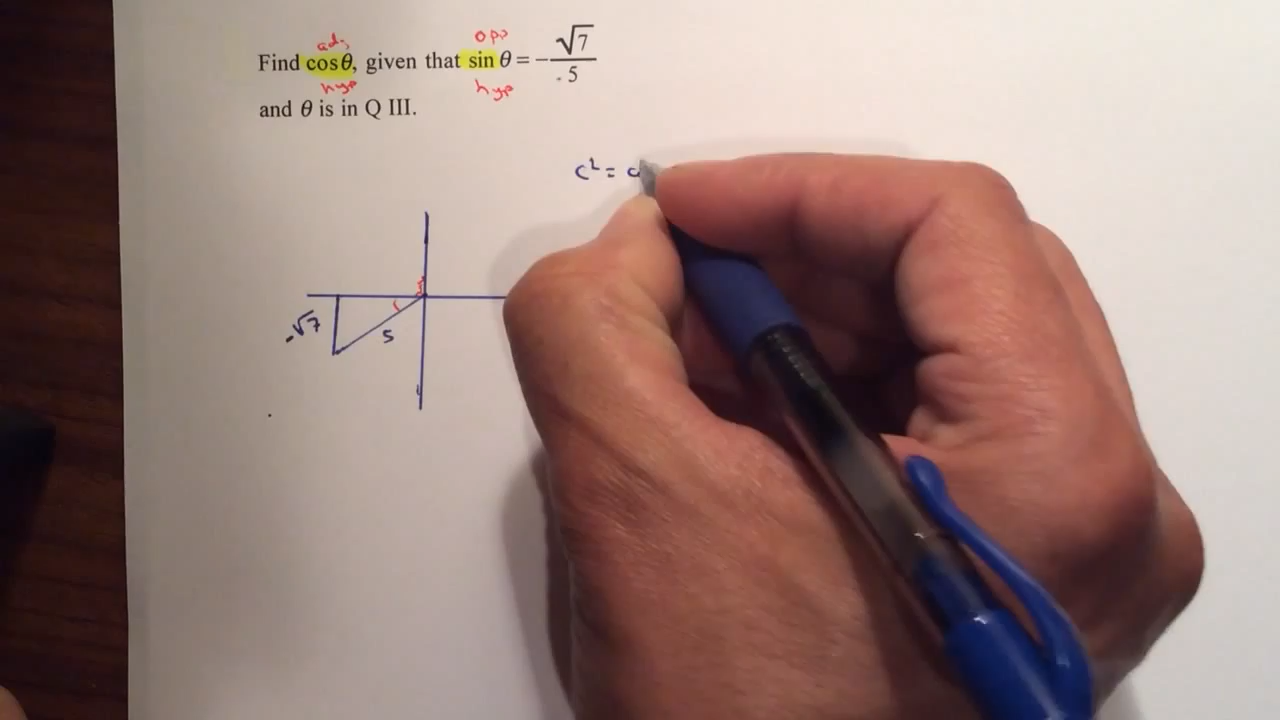 adj opp
Find cosθ, given that sin θ = -√7/5
hyp hyp
and θ is in Q III.
c² = a
-√7
5